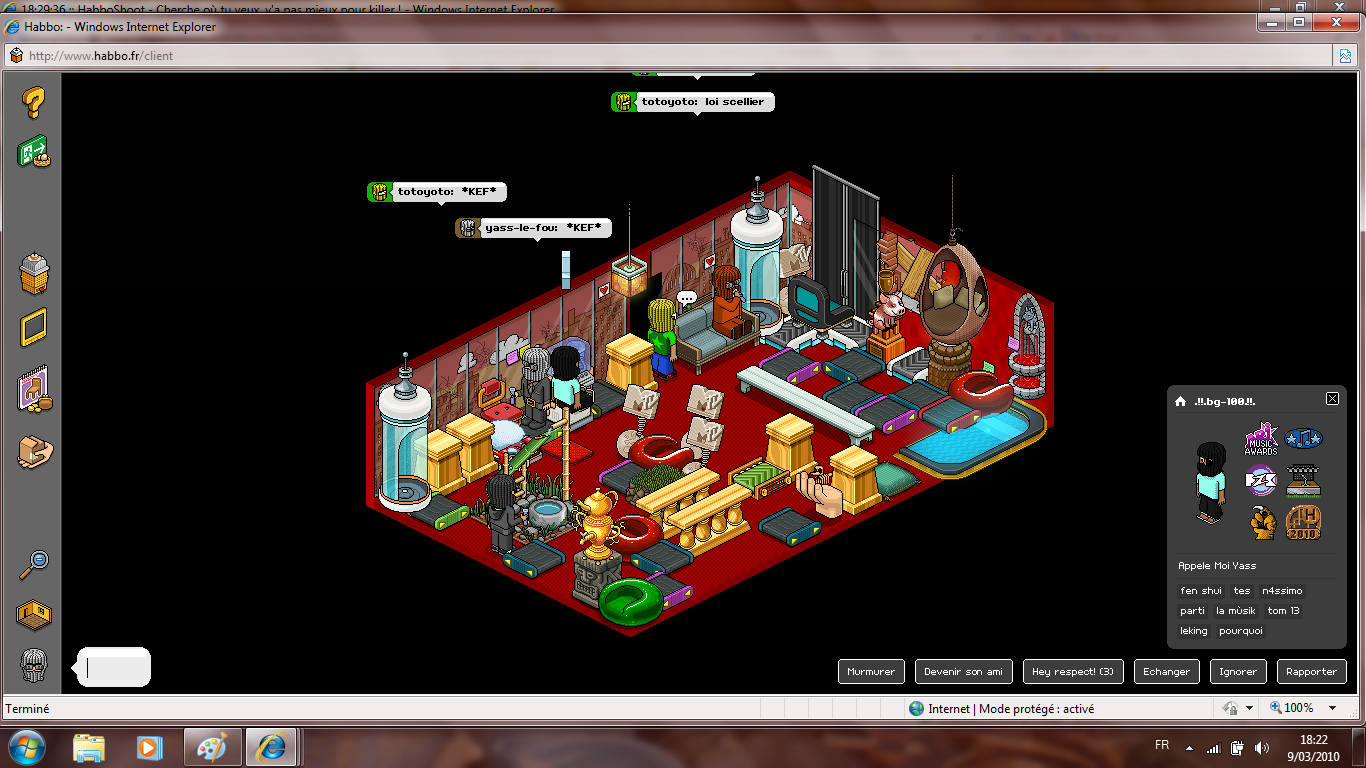 18:29:36 :: HabboShoot - Cherche où tu veux, y'a pas mieux pour killer ! - Windows Internet Explorer
Habbo: - Windows Internet Explorer
http://www.habbo.fr/client
totoyoto: loi scellier
totoyoto: *KEF*
yass-le-fou: *KEF*
.!!.bg-100.!!.
MUSIC
AWARDS
2010
Appele Moi Yass
fen shui tes n4ssimo
parti la mùsik tom 13
leking pourquoi
Murmurer Devenir son ami Hey respect! (3) Echanger Ignorer Rapporter
Terminé
Internet | Mode protégé : activé
100%
FR
18:22
9/03/2010